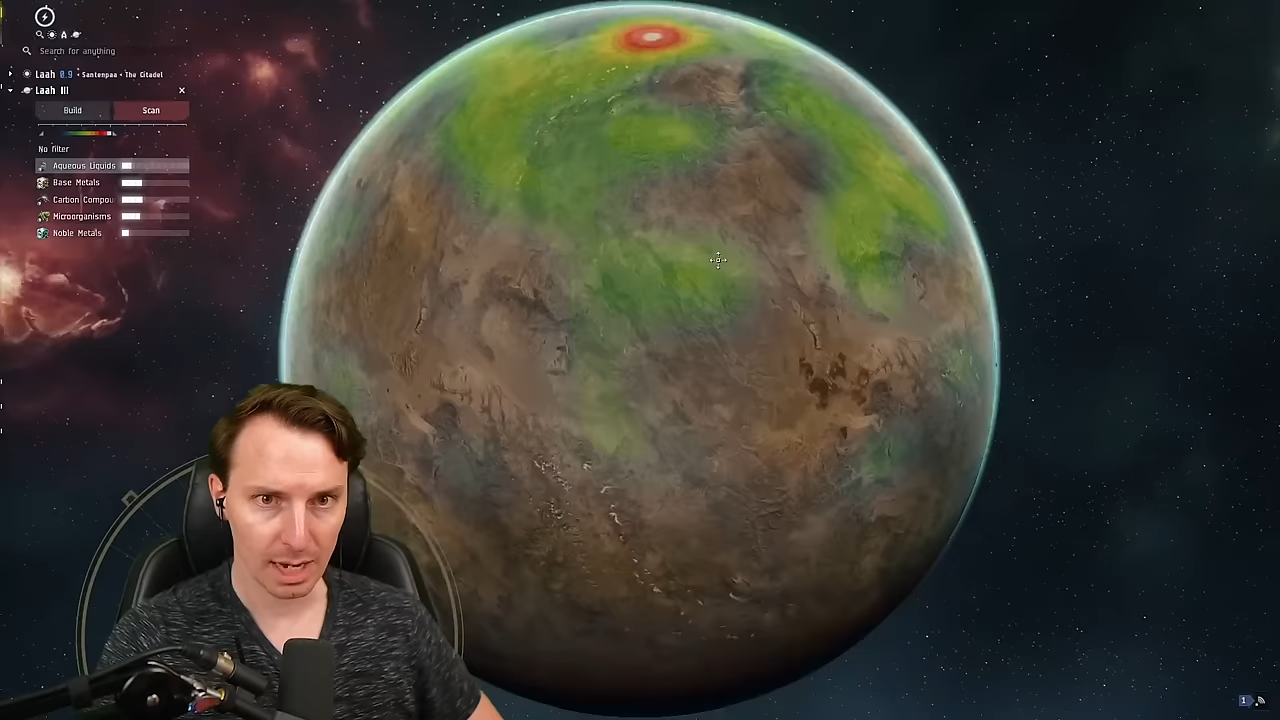 Search for anything
Laah 0.9 • Santenpaa • The Citadel
Laah III
Build
Scan
No filter
Aqueous Liquids
Base Metals
Carbon Compou
Microorganisms
Noble Metals
1